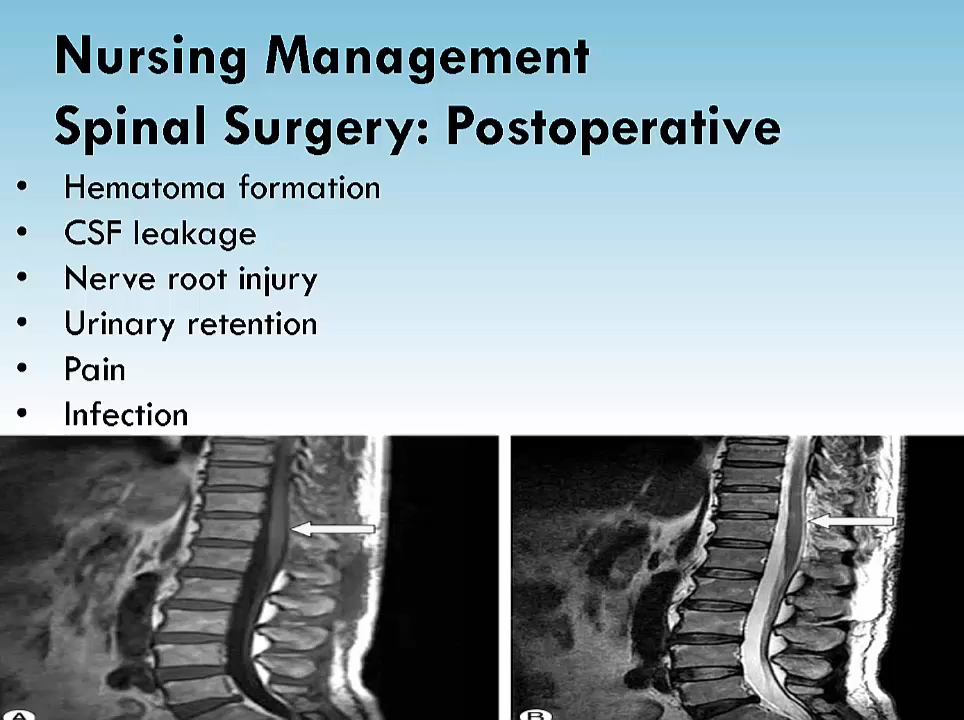 Nursing Management
Spinal Surgery: Postoperative
• Hematoma formation
• CSF leakage
• Nerve root injury
• Urinary retention
• Pain
• Infection
A
B